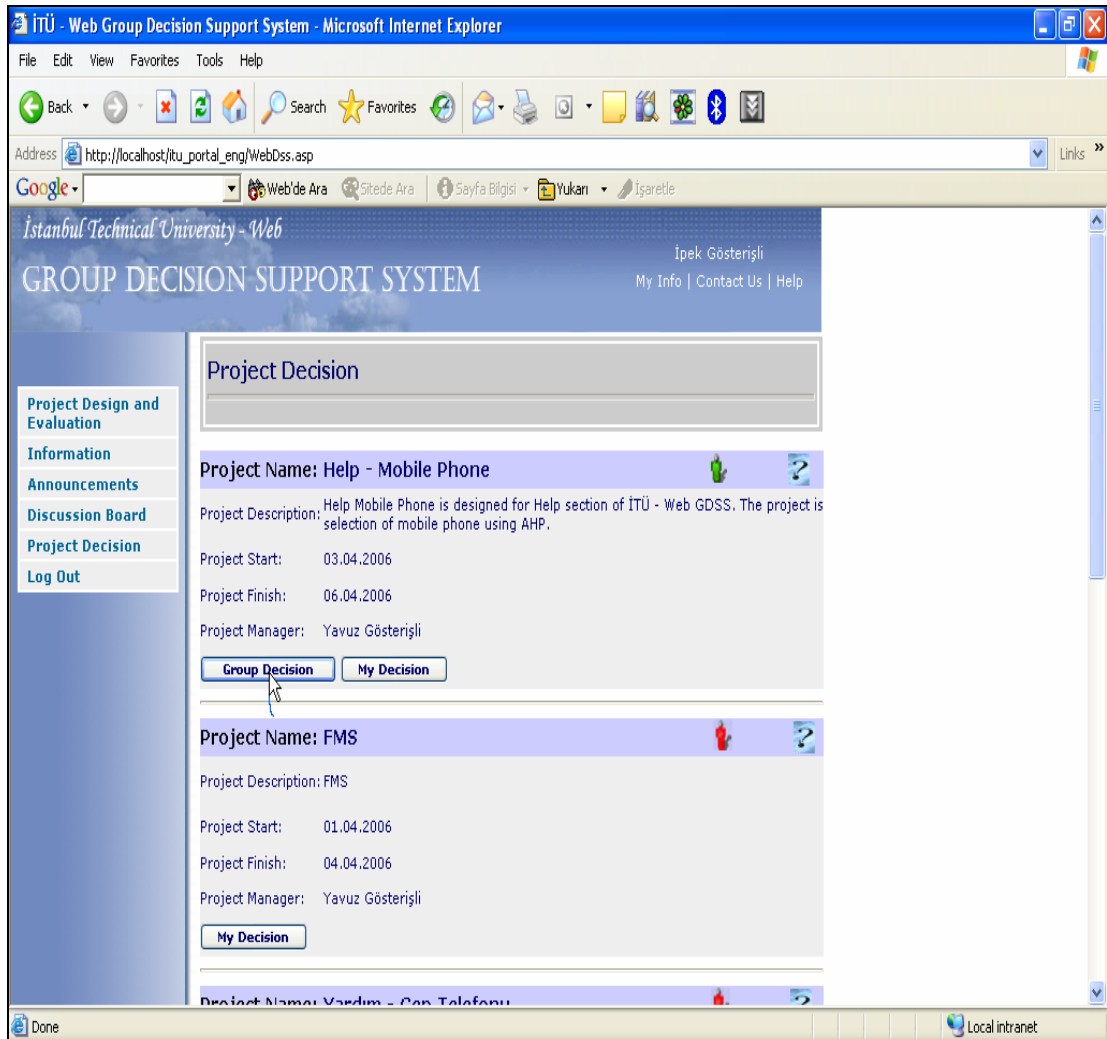 İTÜ - Web Group Decision Support System - Microsoft Internet Explorer
File Edit View Favorites Tools Help
Back Search Favorites
Address http://localhost/itu_portal_eng/WebDss.asp Links »
Google Web'de Ara Sitede Ara Sayfa Bilgisi Yukarı İşaretle
İstanbul Technical University - Web
İpek Gösterişli
GROUP DECISION SUPPORT SYSTEM
My Info | Contact Us | Help
Project Decision
Project Design and
Evaluation
Information
Announcements
Discussion Board
Project Decision
Log Out
Project Name: Help - Mobile Phone
Project Description: Help Mobile Phone is designed for Help section of İTÜ - Web GDSS. The project is
selection of mobile phone using AHP.
Project Start: 03.04.2006
Project Finish: 06.04.2006
Project Manager: Yavuz Gösterişli
Group Decision My Decision
Project Name: FMS
Project Description: FMS
Project Start: 01.04.2006
Project Finish: 04.04.2006
Project Manager: Yavuz Gösterişli
My Decision
Project Name: Yardım - Cep Telefonu
Done Local intranet